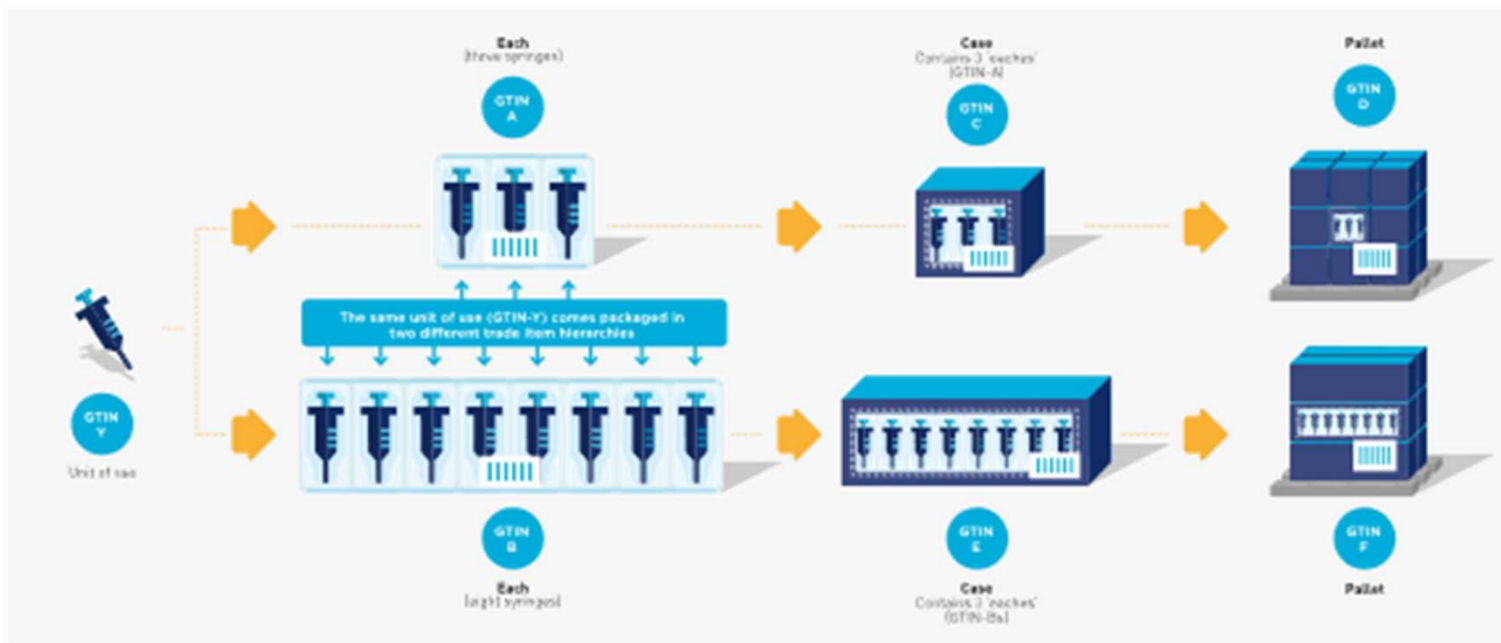 Each
(three syringes)
GTIN
A
Case
Contains 3 'eaches'
(GTIN-A)
GTIN
C
Pallet
GTIN
D
The same unit of use (GTIN-Y) comes packaged in
two different trade item hierarchies
GTIN
Y
Unit of use
GTIN
B
Each
(eight syringes)
GTIN
E
Case
Contains 3 'eaches'
(GTIN-Bs)
GTIN
F
Pallet